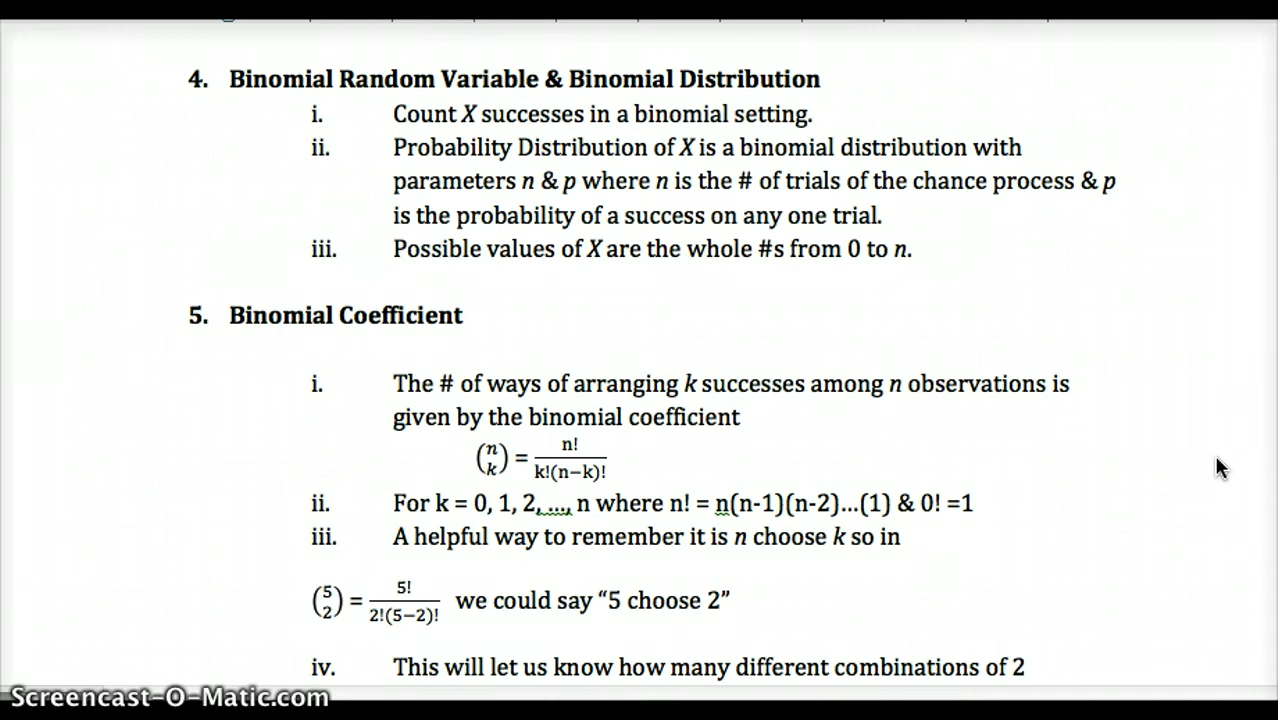 4. Binomial Random Variable & Binomial Distribution
i. Count X successes in a binomial setting.
ii. Probability Distribution of X is a binomial distribution with
parameters n & p where n is the # of trials of the chance process & p
is the probability of a success on any one trial.
iii. Possible values of X are the whole #s from 0 to n.
5. Binomial Coefficient
i. The # of ways of arranging k successes among n observations is
given by the binomial coefficient
(n k) = n! / k!(n−k)!
ii. For k = 0, 1, 2, ..., n where n! = n(n-1)(n-2)...(1) & 0! =1
iii. A helpful way to remember it is n choose k so in
(5 2) = 5! / 2!(5−2)! we could say “5 choose 2”
iv. This will let us know how many different combinations of 2
Screencast-O-Matic.com